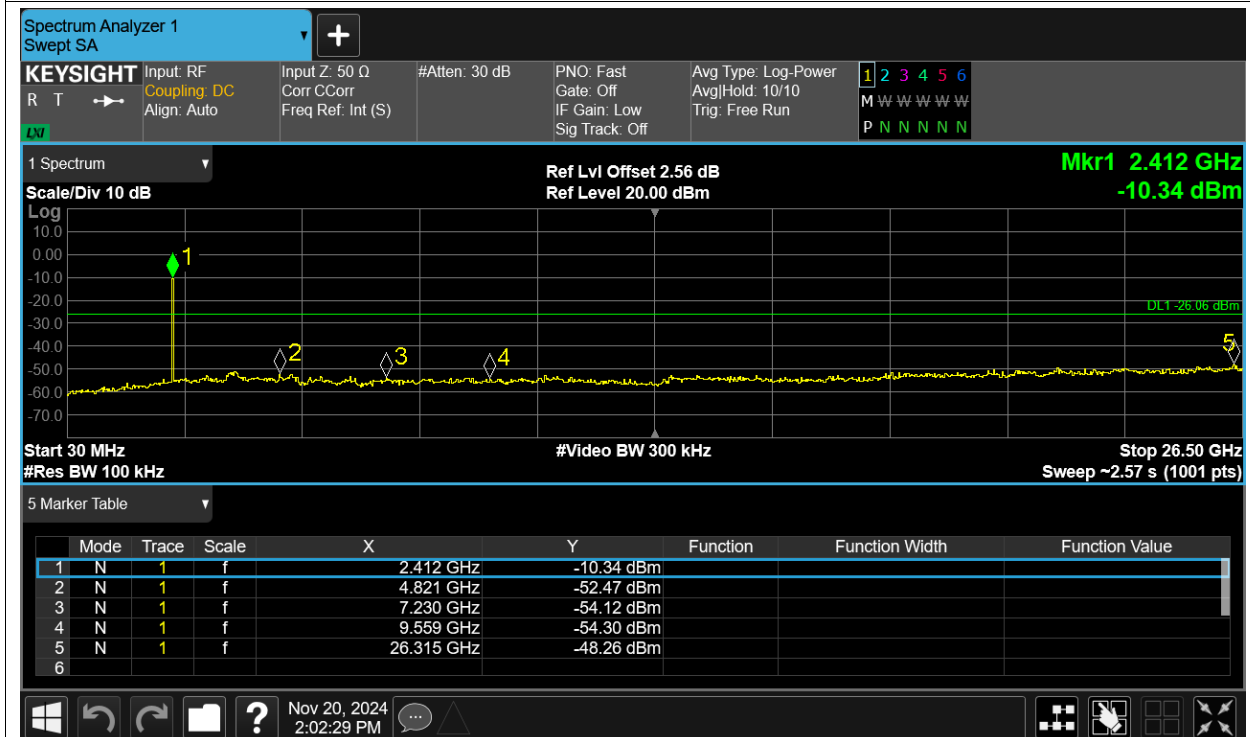 Spectrum Analyzer 1
Swept SA
+
KEYSIGHT
R T
LXI
Input: RF
Coupling: DC
Align: Auto
Input Z: 50 Ω
Corr CCorr
Freq Ref: Int (S)
#Atten: 30 dB
PNO: Fast
Gate: Off
IF Gain: Low
Sig Track: Off
Avg Type: Log-Power
Avg|Hold: 10/10
Trig: Free Run
1 2 3 4 5 6
M W W W W W W
P N N N N N
1 Spectrum
Scale/Div 10 dB
Ref Lvl Offset 2.56 dB
Ref Level 20.00 dBm
Mkr1 2.412 GHz
-10.34 dBm
Log
10.0
0.00
-10.0
-20.0
-30.0
-40.0
-50.0
-60.0
-70.0
1
2
3
4
5
DL1 -26.06 dBm
Start 30 MHz
#Video BW 300 kHz
Stop 26.50 GHz
#Res BW 100 kHz
Sweep ~2.57 s (1001 pts)
5 Marker Table
Mode Trace Scale X Y Function Function Width Function Value
1 N 1 f 2.412 GHz -10.34 dBm
2 N 1 f 4.821 GHz -52.47 dBm
3 N 1 f 7.230 GHz -54.12 dBm
4 N 1 f 9.559 GHz -54.30 dBm
5 N 1 f 26.315 GHz -48.26 dBm
6
?
Nov 20, 2024
2:02:29 PM